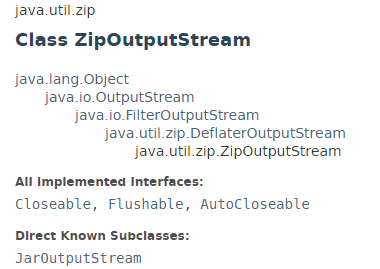 java.util.zip
Class ZipOutputStream
java.lang.Object
java.io.OutputStream
java.io.FilterOutputStream
java.util.zip.DeflaterOutputStream
java.util.zip.ZipOutputStream
All Implemented Interfaces:
Closeable, Flushable, AutoCloseable
Direct Known Subclasses:
JarOutputStream